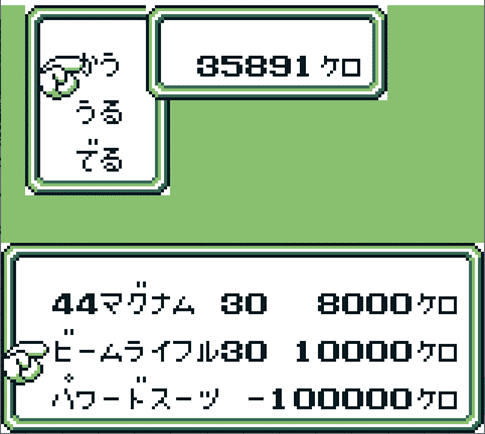 かう
35891ケロ
うる
でる
44マグナム 30 8000ケロ
ビームライフル30 10000ケロ
パワードスーツ -100000ケロ